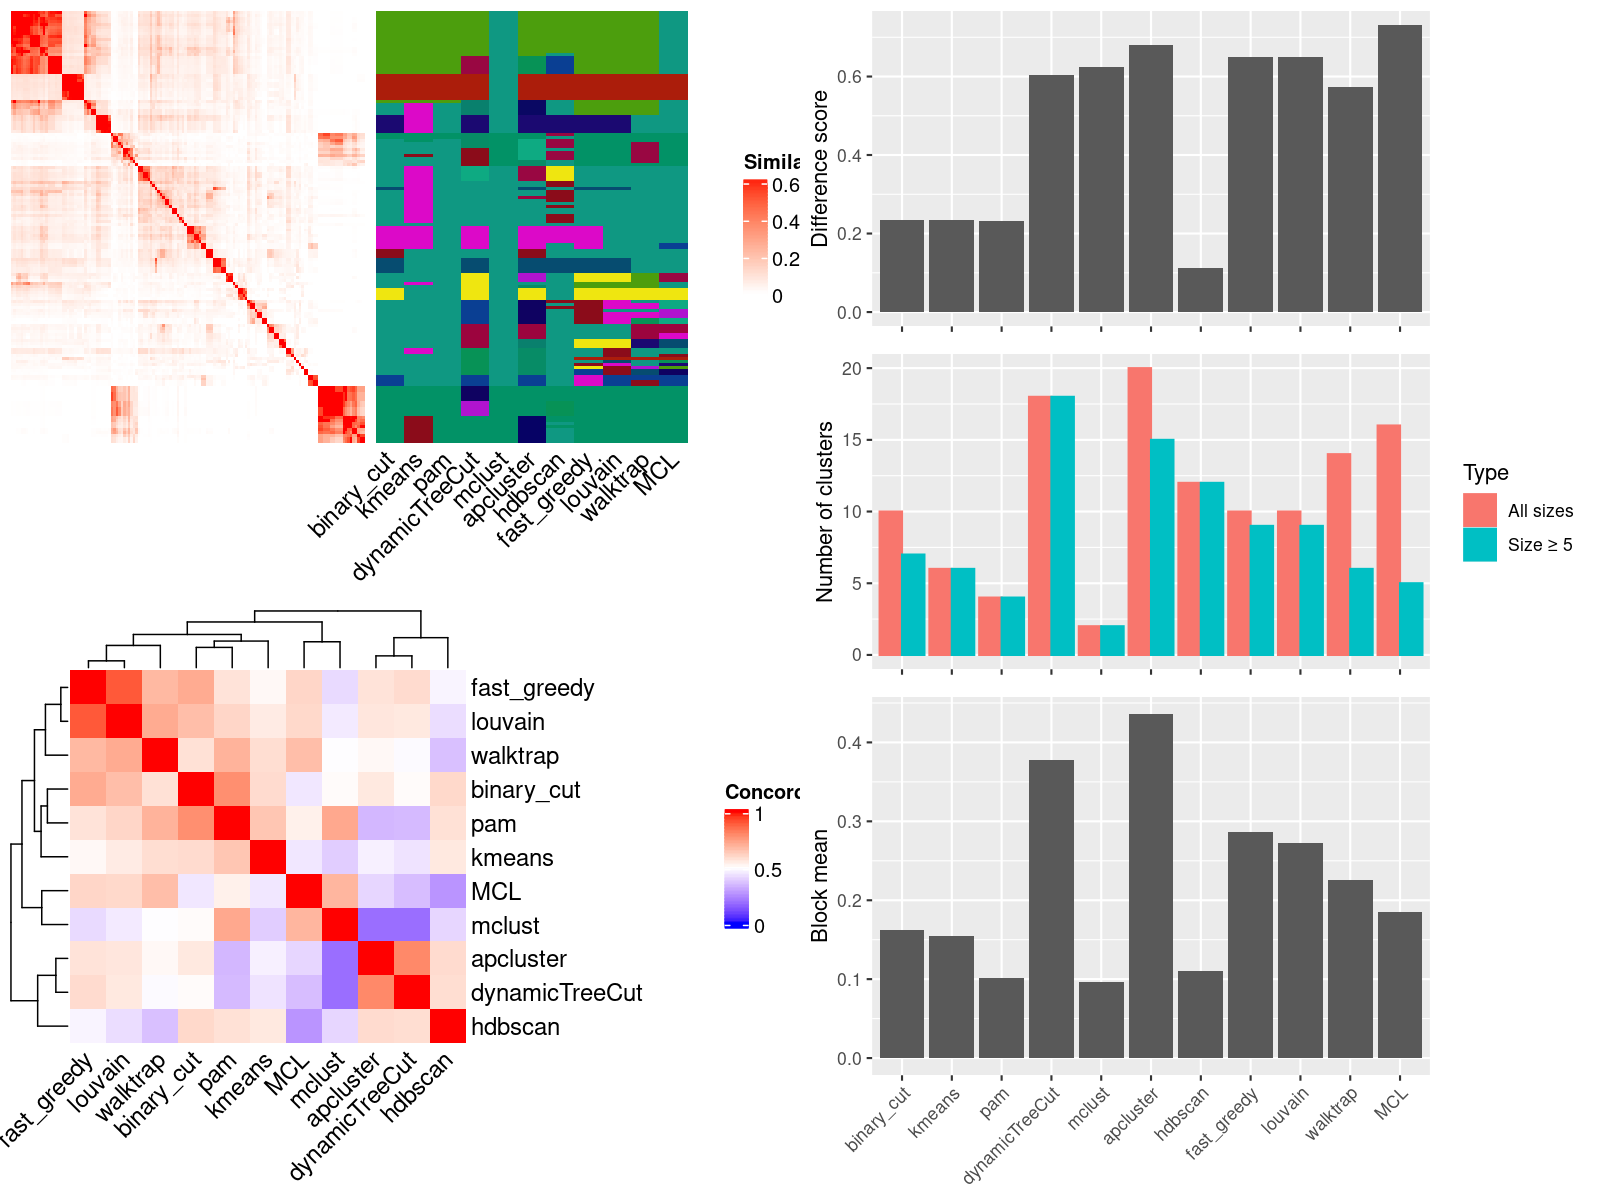 Simila
0.6
0.4
0.2
0
binary_cut
kmeans
pam
dynamicTreeCut
mclust
apcluster
hdbscan
fast_greedy
louvain
walktrap
MCL
fast_greedy
louvain
walktrap
binary_cut
pam
kmeans
MCL
mclust
apcluster
dynamicTreeCut
hdbscan
fast_greedy
louvain
walktrap
binary_cut
pam
kmeans
MCL
mclust
apcluster
dynamicTreeCut
hdbscan
Concord
1
0.5
0
Difference score
0.6
0.4
0.2
0.0
Number of clusters
20
15
10
5
0
Type
All sizes
Size ≥ 5
Block mean
0.4
0.3
0.2
0.1
0.0
binary_cut
kmeans
pam
dynamicTreeCut
mclust
apcluster
hdbscan
fast_greedy
louvain
walktrap
MCL